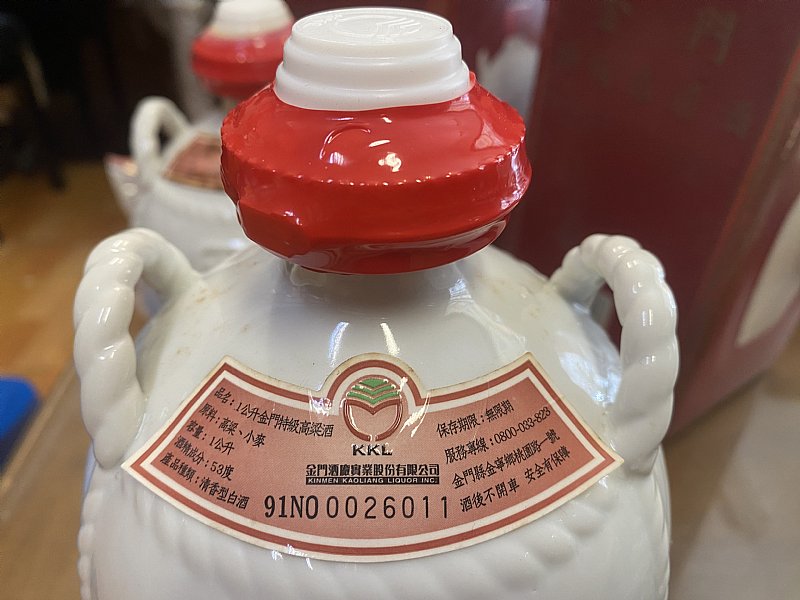 品名：1公升金門特級高粱酒
原料：高粱、小麥
容量：1公升
酒精成分：53度
產品種類：清香型白酒
KKL
金門酒廠實業股份有限公司
KINMEN KAOLIANG LIQUOR INC.
91NO 0026011
保存期限：無限期
服務專線：0800-033-823
金門縣金寧鄉桃園路一號
酒後不開車 安全有保障
金門